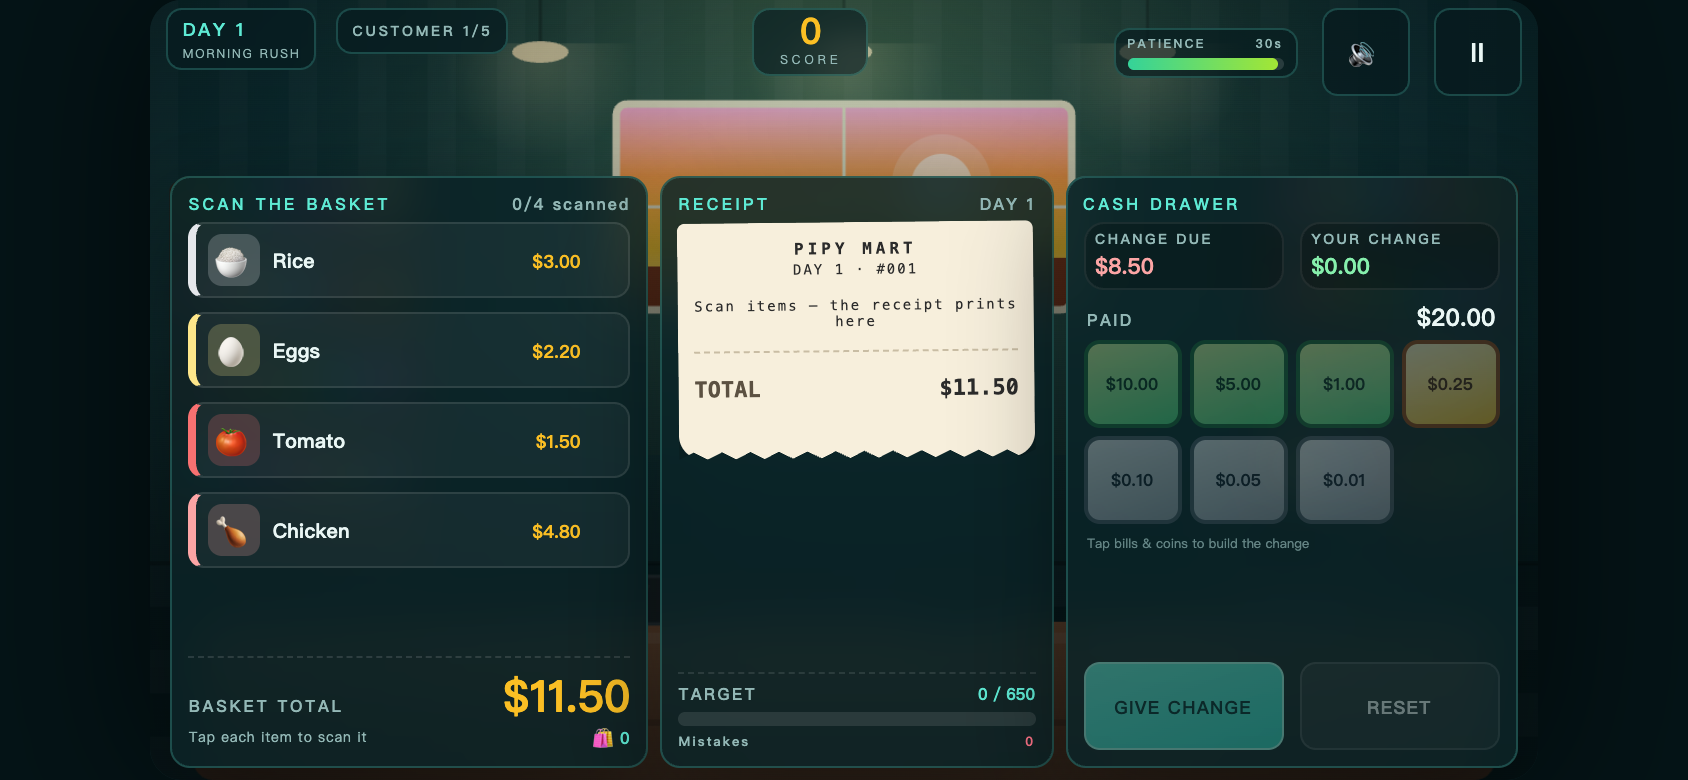 DAY 1
MORNING RUSH
CUSTOMER 1/5
0
SCORE
PATIENCE 30s
SCAN THE BASKET 0/4 scanned
Rice $3.00
Eggs $2.20
Tomato $1.50
Chicken $4.80
BASKET TOTAL $11.50
Tap each item to scan it 0
RECEIPT DAY 1
PIPY MART
DAY 1 · #001
Scan items — the receipt prints
here
TOTAL $11.50
TARGET 0 / 650
Mistakes 0
CASH DRAWER
CHANGE DUE YOUR CHANGE
$8.50 $0.00
PAID $20.00
$10.00 $5.00 $1.00 $0.25
$0.10 $0.05 $0.01
Tap bills & coins to build the change
GIVE CHANGE RESET